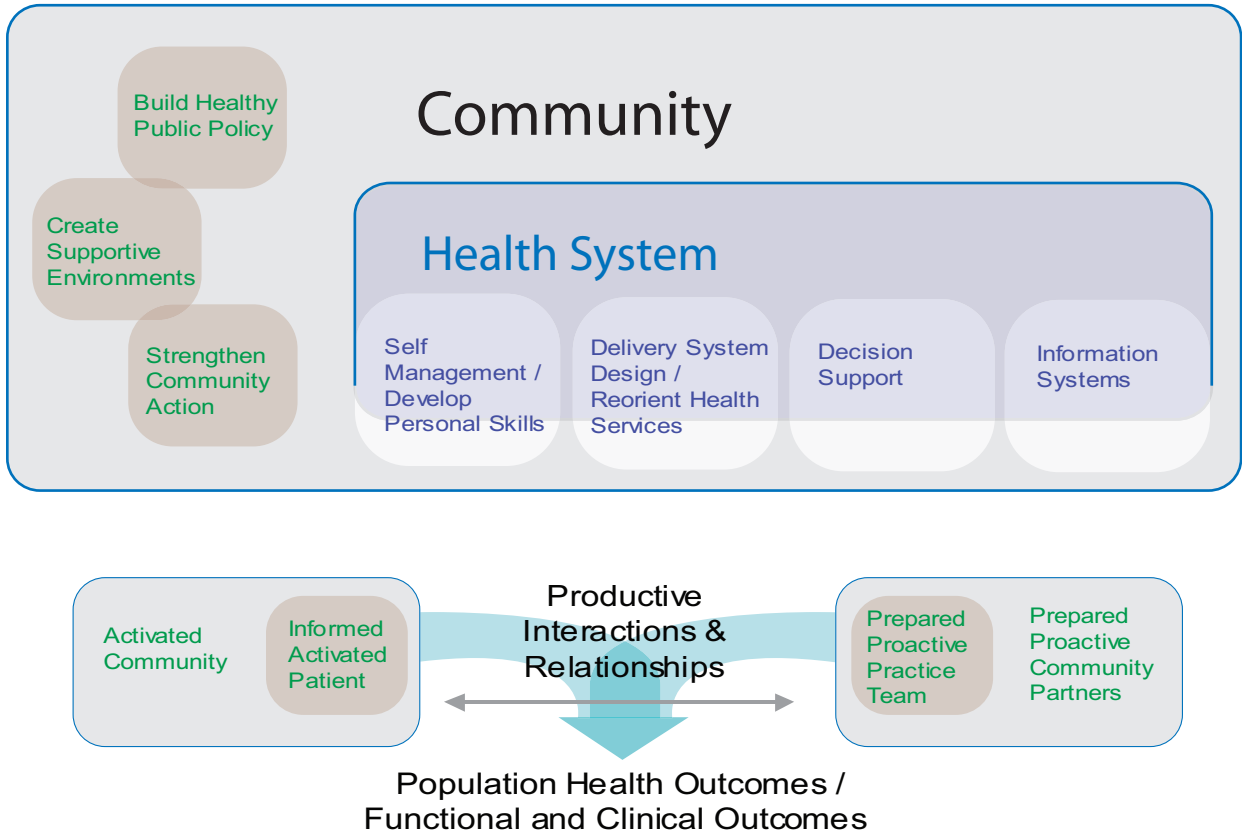 Build Healthy
Public Policy
Community
Create
Supportive
Environments
Health System
Strengthen
Community
Action
Self
Management /
Develop
Personal Skills
Delivery System
Design /
Reorient Health
Services
Decision
Support
Information
Systems
Activated
Community
Informed
Activated
Patient
Productive
Interactions &
Relationships
Prepared
Proactive
Practice
Team
Prepared
Proactive
Community
Partners
Population Health Outcomes /
Functional and Clinical Outcomes